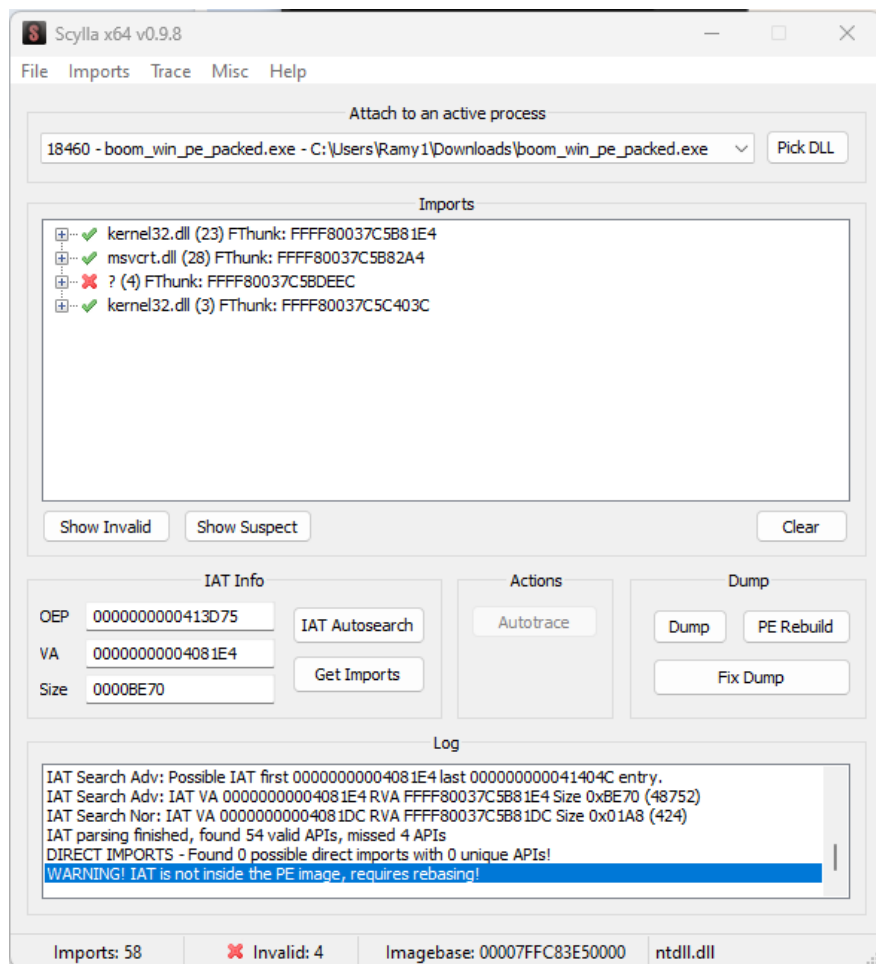 Scylla x64 v0.9.8
File Imports Trace Misc Help
Attach to an active process
18460 - boom_win_pe_packed.exe - C:\Users\Ramy1\Downloads\boom_win_pe_packed.exe
Pick DLL
Imports
kernel32.dll (23) FThunk: FFFF80037C5B81E4
msvcrt.dll (28) FThunk: FFFF80037C5B82A4
? (4) FThunk: FFFF80037C5BDEEC
kernel32.dll (3) FThunk: FFFF80037C5C403C
Show Invalid Show Suspect Clear
IAT Info
OEP 0000000000413D75
VA 00000000004081E4
Size 0000BE70
IAT Autosearch
Get Imports
Actions
Autotrace
Dump
Dump PE Rebuild
Fix Dump
Log
IAT Search Adv: Possible IAT first 00000000004081E4 last 000000000041404C entry.
IAT Search Adv: IAT VA 00000000004081E4 RVA FFFF80037C5B81E4 Size 0xBE70 (48752)
IAT Search Nor: IAT VA 00000000004081DC RVA FFFF80037C5B81DC Size 0x01A8 (424)
IAT parsing finished, found 54 valid APIs, missed 4 APIs
DIRECT IMPORTS - Found 0 possible direct imports with 0 unique APIs!
WARNING! IAT is not inside the PE image, requires rebasing!
Imports: 58 Invalid: 4 Imagebase: 00007FFC83E50000 ntdll.dll